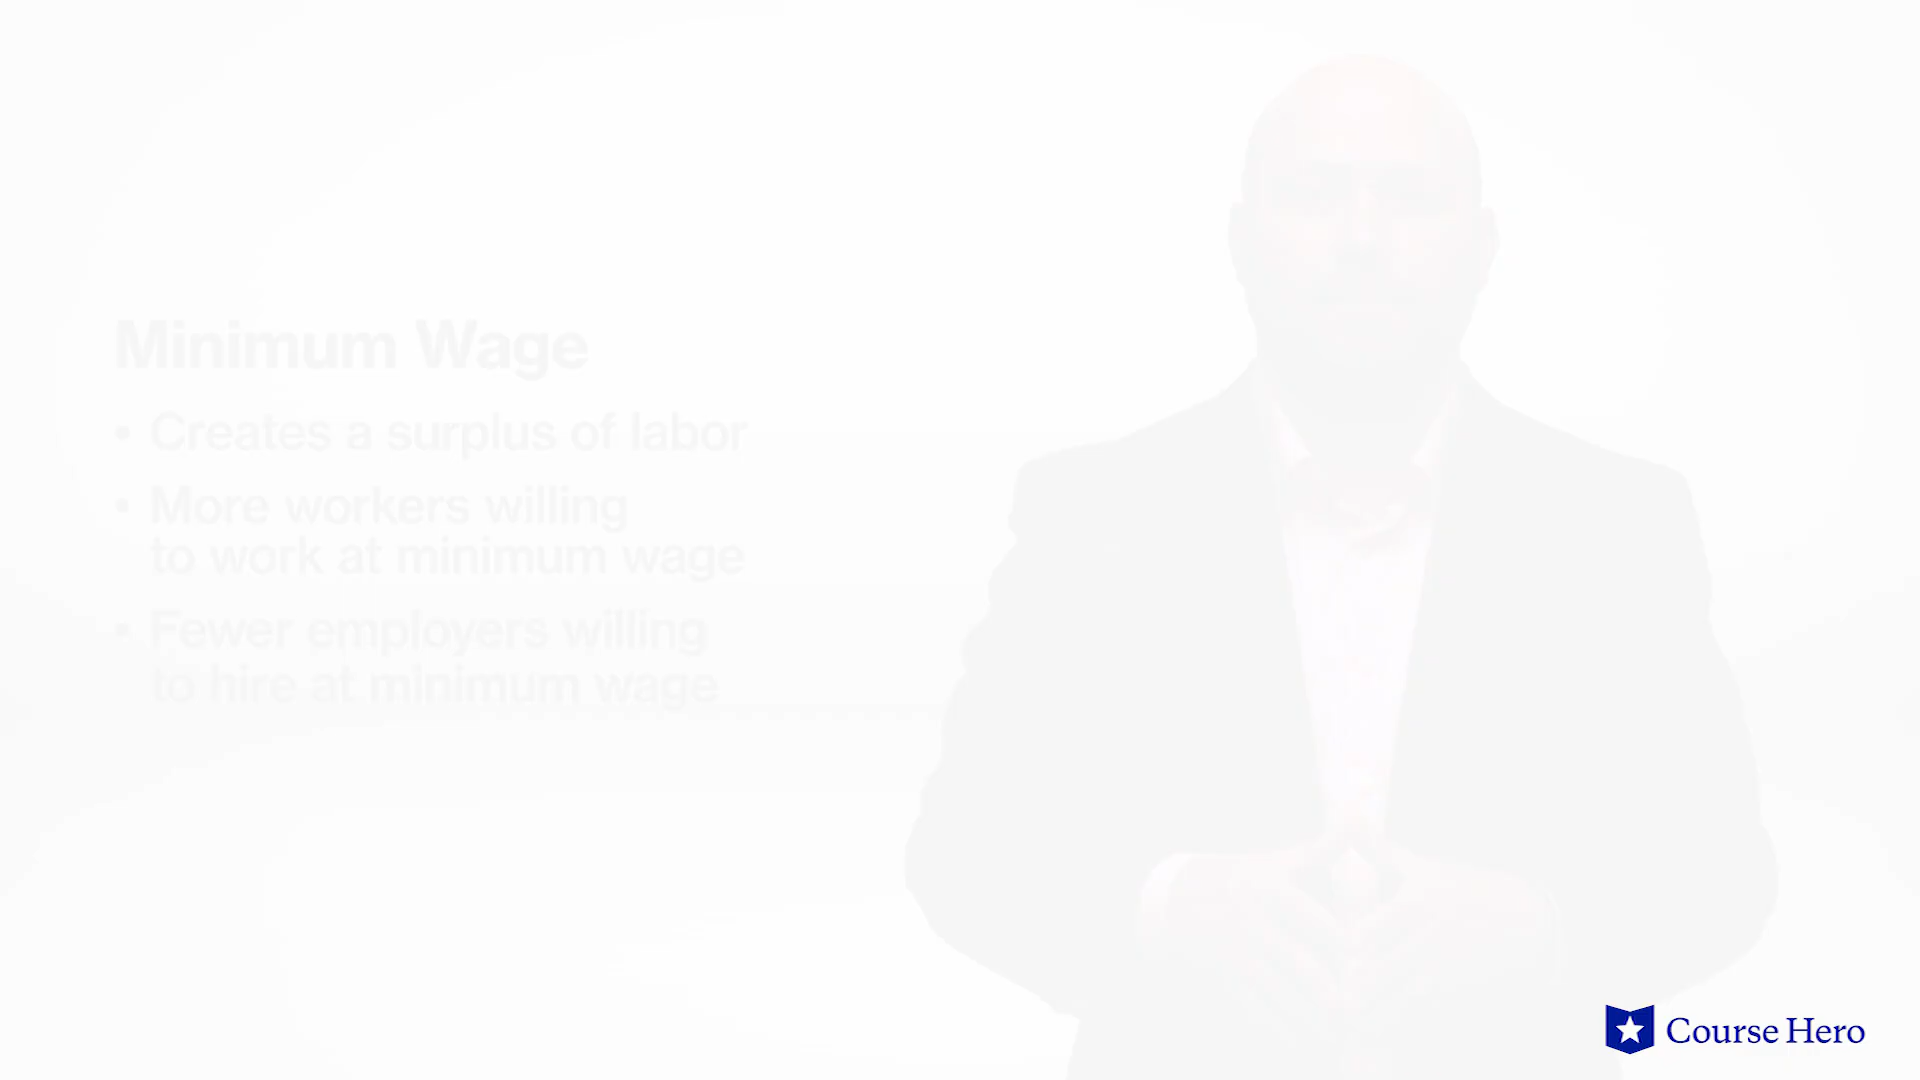 Minimum Wage
• Creates a surplus of labor
• More workers willing
to work at minimum wage
• Fewer employers willing
to hire at minimum wage
Course Hero